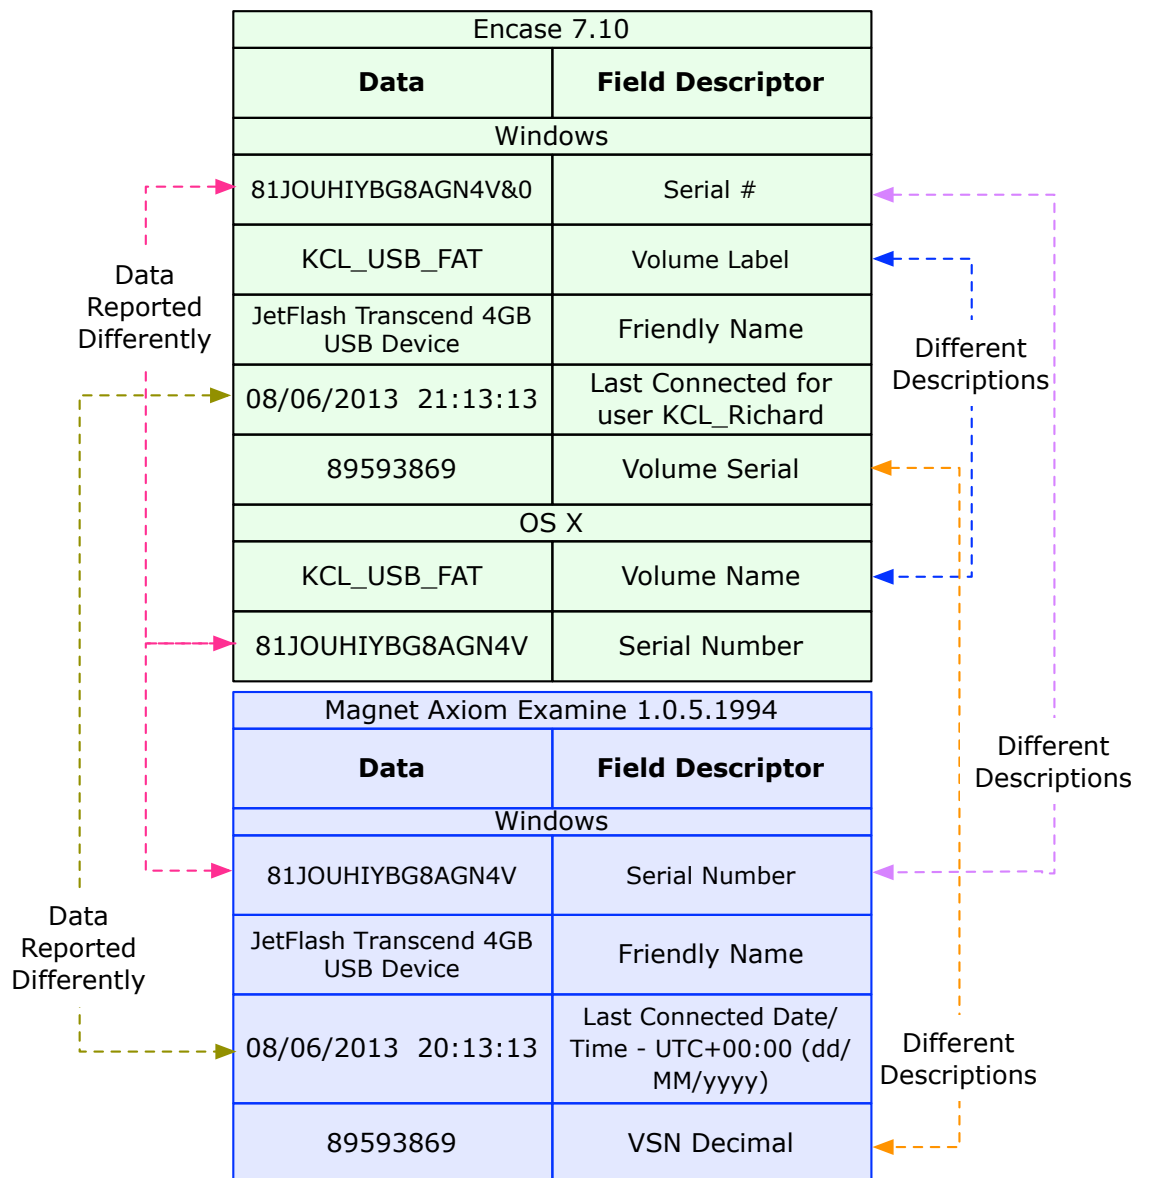 Encase 7.10
Data Field Descriptor
Windows
81JOUHIYBG8AGN4V&0 Serial #
KCL_USB_FAT Volume Label
JetFlash Transcend 4GB
USB Device
Friendly Name
08/06/2013 21:13:13
Last Connected for
user KCL_Richard
89593869 Volume Serial
OS X
KCL_USB_FAT Volume Name
81JOUHIYBG8AGN4V Serial Number
Magnet Axiom Examine 1.0.5.1994
Data Field Descriptor
Windows
81JOUHIYBG8AGN4V Serial Number
JetFlash Transcend 4GB
USB Device
Friendly Name
08/06/2013 20:13:13
Last Connected Date/
Time - UTC+00:00 (dd/
MM/yyyy)
89593869 VSN Decimal
Data
Reported
Differently
Data
Reported
Differently
Different
Descriptions
Different
Descriptions
Different
Descriptions